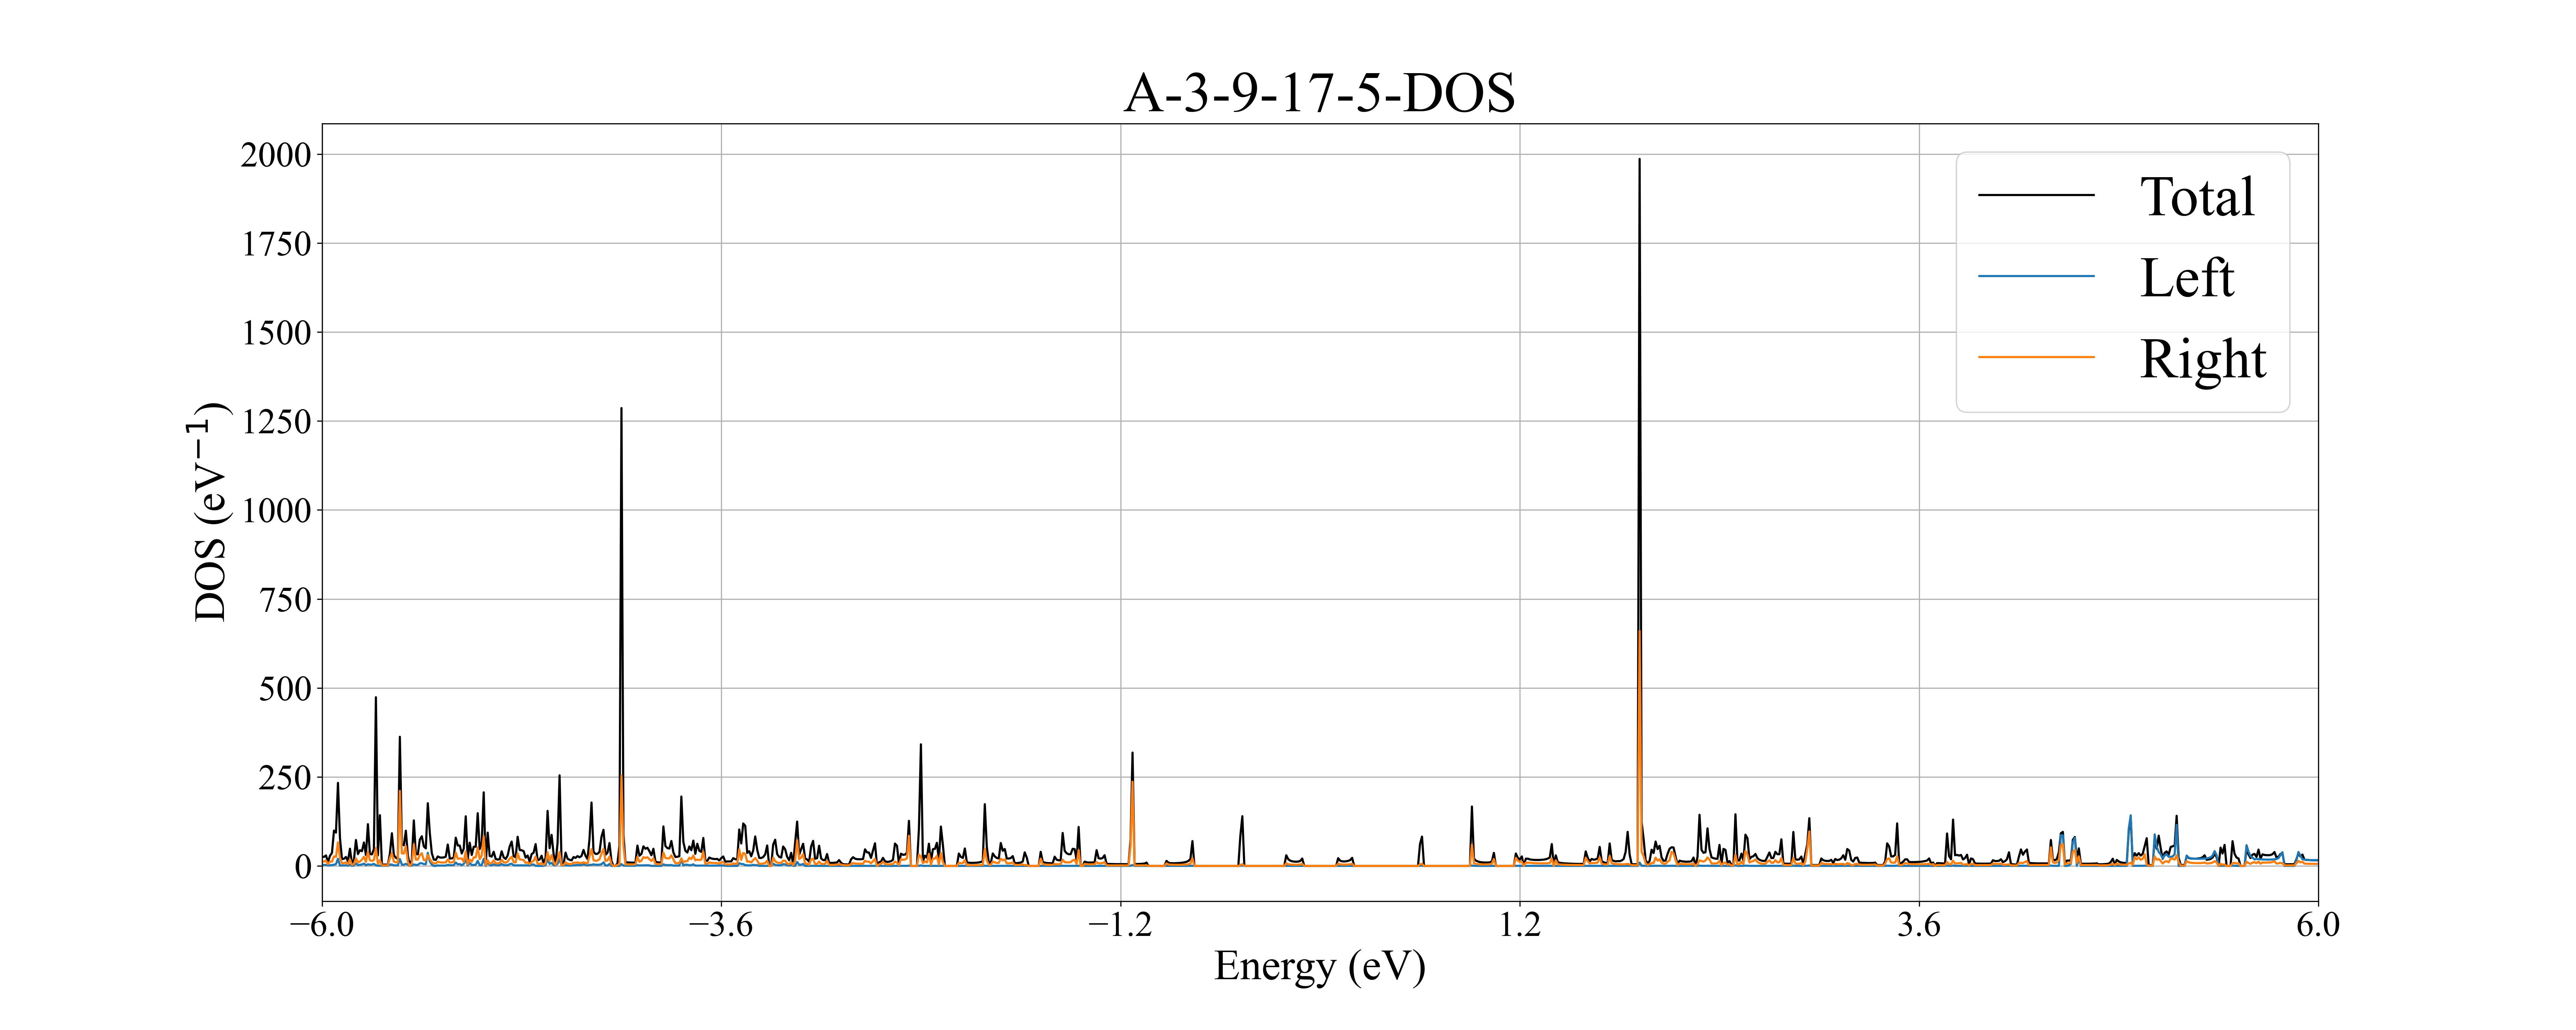 A-3-9-17-5-DOS
2000
1750
1500
1250
1000
750
500
250
0
DOS (eV⁻¹)
Total
Left
Right
−6.0 −3.6 −1.2 1.2 3.6 6.0
Energy (eV)